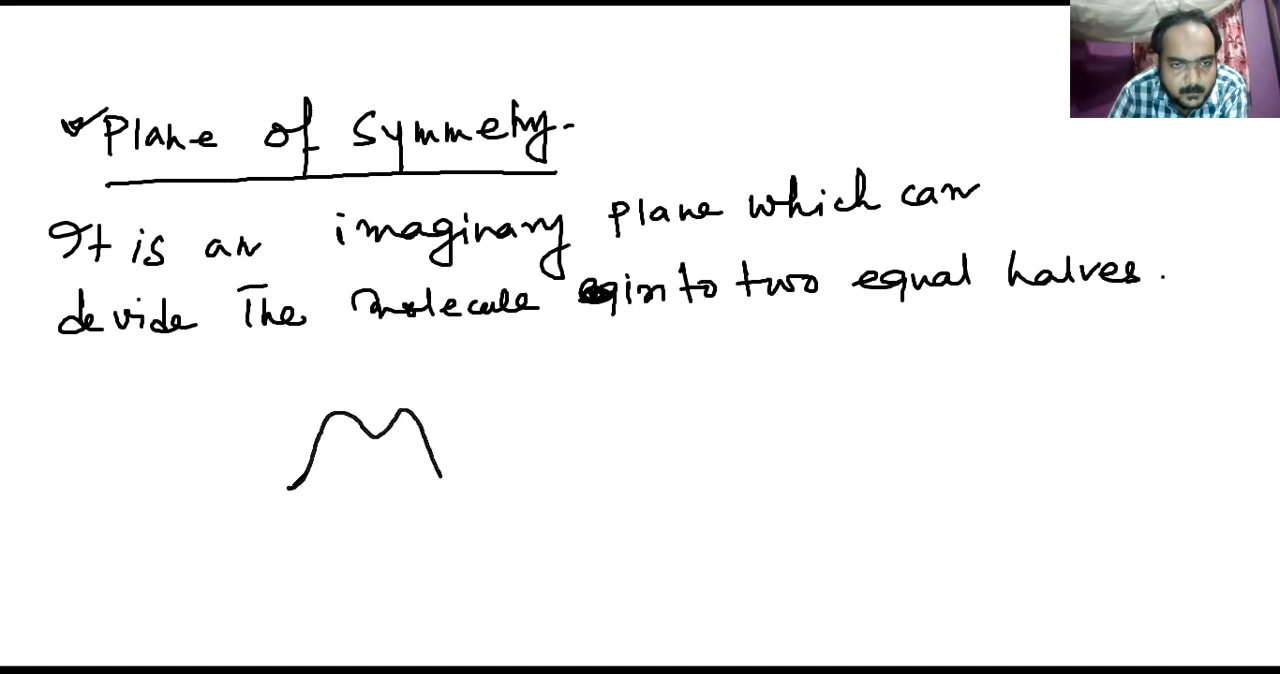 Plane of Symmetry-
It is an imaginary Plane which can
devide The molecule into two equal halves.